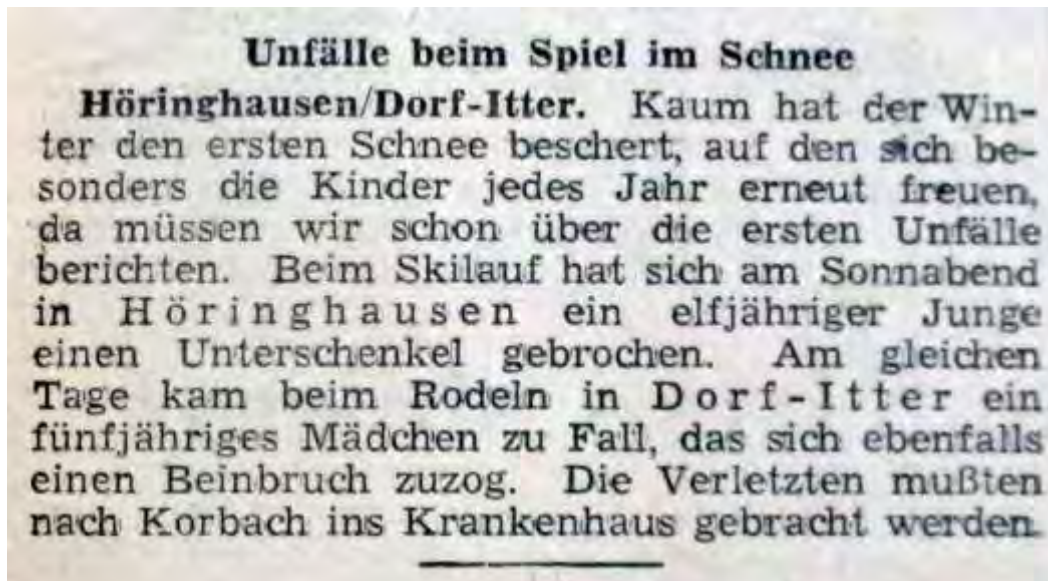 Unfälle beim Spiel im Schnee
Höringhausen/Dorf-Itter. Kaum hat der Win-
ter den ersten Schnee beschert, auf den sich be-
sonders die Kinder jedes Jahr erneut freuen,
da müssen wir schon über die ersten Unfälle
berichten. Beim Skilauf hat sich am Sonnabend
in Höringhausen ein elfjähriger Junge
einen Unterschenkel gebrochen. Am gleichen
Tage kam beim Rodeln in Dorf-Itter ein
fünfjähriges Mädchen zu Fall, das sich ebenfalls
einen Beinbruch zuzog. Die Verletzten mußten
nach Korbach ins Krankenhaus gebracht werden.